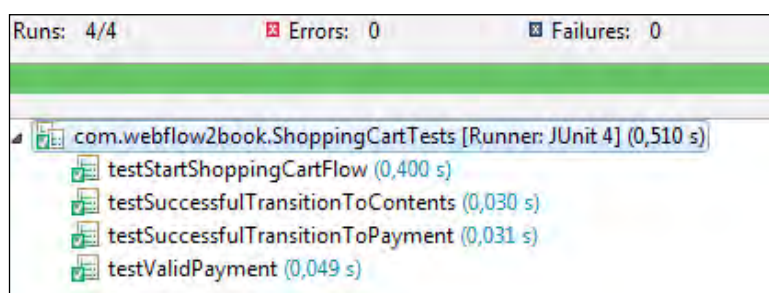 Runs: 4/4 Errors: 0 Failures: 0
com.webflow2book.ShoppingCartTests [Runner: JUnit 4] (0,510 s)
testStartShoppingCartFlow (0,400 s)
testSuccessfulTransitionToContents (0,030 s)
testSuccessfulTransitionToPayment (0,031 s)
testValidPayment (0,049 s)